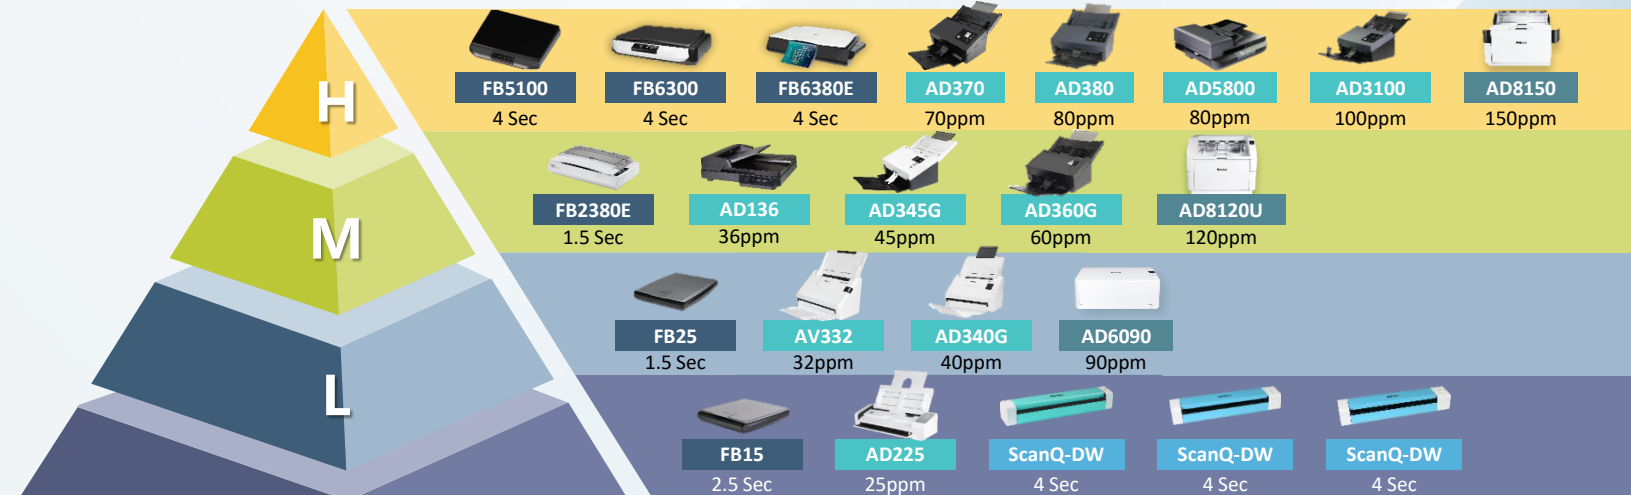 H
FB5100 FB6300 FB6380E AD370 AD380 AD5800 AD3100 AD8150
4 Sec 4 Sec 4 Sec 70ppm 80ppm 80ppm 100ppm 150ppm
M
FB2380E AD136 AD345G AD360G AD8120U
1.5 Sec 36ppm 45ppm 60ppm 120ppm
FB25 AV332 AD340G AD6090
1.5 Sec 32ppm 40ppm 90ppm
L
FB15 AD225 ScanQ-DW ScanQ-DW ScanQ-DW
2.5 Sec 25ppm 4 Sec 4 Sec 4 Sec